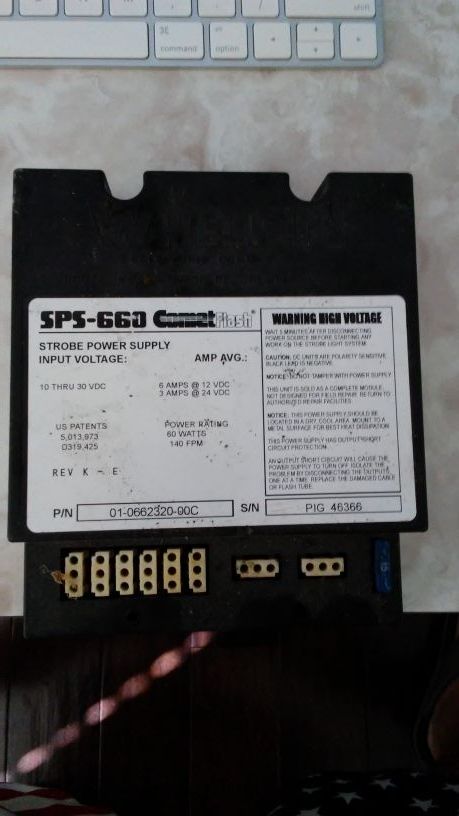 shift
command
option
SPS-660 Comet Flash®
STROBE POWER SUPPLY
INPUT VOLTAGE: AMP AVG.:
10 THRU 30 VDC 6 AMPS @ 12 VDC
3 AMPS @ 24 VDC
US PATENTS POWER RATING
5,013,973 60 WATTS
D319,425 140 FPM
REV K - E
P/N 01-0662320-00C S/N PIG 46366
WARNING HIGH VOLTAGE
WAIT 5 MINUTES AFTER DISCONNECTING
POWER SOURCE BEFORE STARTING ANY
WORK ON THE STROBE LIGHT SYSTEM
CAUTION: DC UNITS ARE POLARITY SENSITIVE
BLACK LEAD IS NEGATIVE.
NOTICE: DO NOT TAMPER WITH POWER SUPPLY
THIS UNIT IS SOLD AS A COMPLETE MODULE.
NOT DESIGNED FOR FIELD REPAIR. RETURN TO
AUTHORIZED REPAIR FACILITIES.
NOTICE: THIS POWER SUPPLY SHOULD BE
LOCATED IN A DRY COOL AREA. MOUNT TO A
METAL SURFACE FOR BEST HEAT DISSIPATION
THIS POWER SUPPLY HAS OUTPUT SHORT
CIRCUIT PROTECTION.
AN OUTPUT SHORT CIRCUIT WILL CAUSE THE
POWER SUPPLY TO TURN OFF. ISOLATE THE
PROBLEM BY DISCONNECTING THE OUTPUTS,
ONE AT A TIME. REPLACE THE DAMAGED CABLE
OR FLASH TUBE.